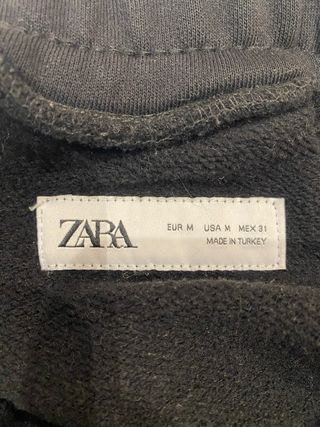 ZARA
EUR M USA M MEX 31
MADE IN TURKEY